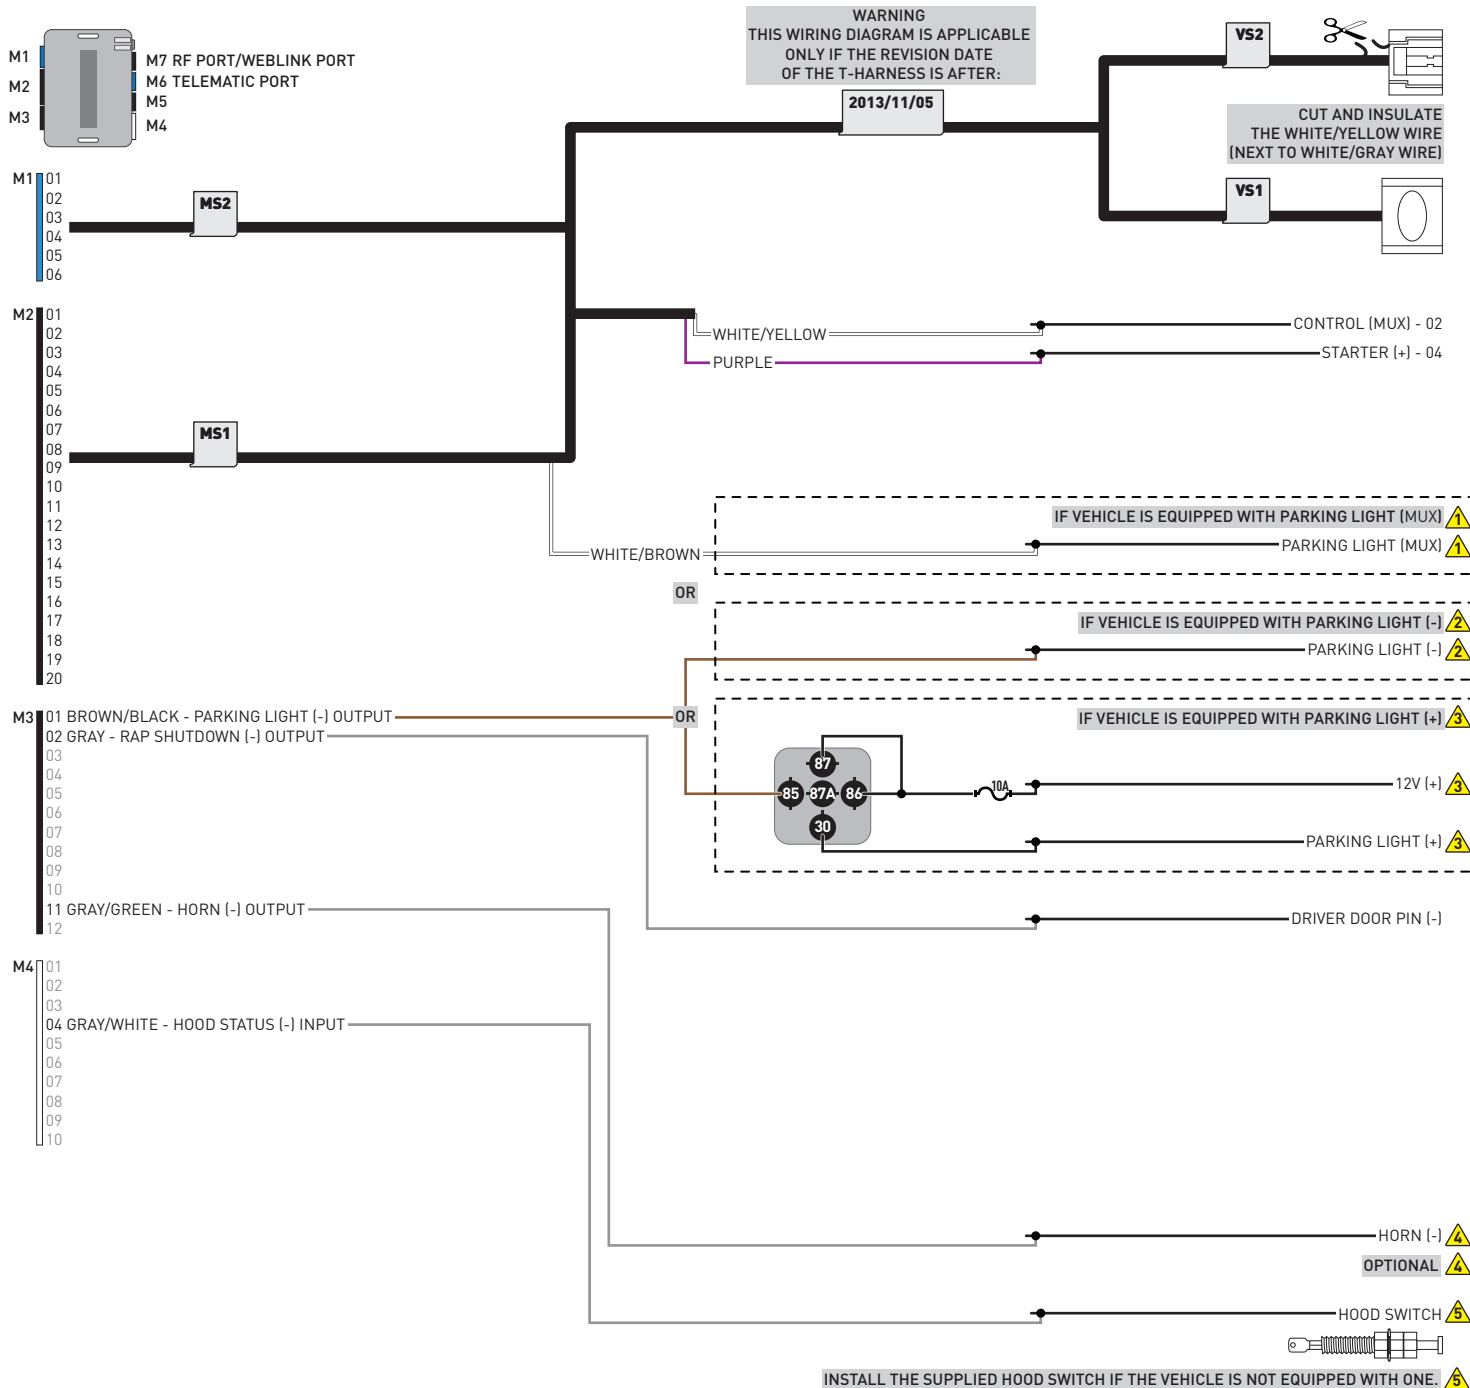 WARNING
THIS WIRING DIAGRAM IS APPLICABLE
ONLY IF THE REVISION DATE
OF THE T-HARNESS IS AFTER:
2013/11/05
M1
M2
M3
M7 RF PORT/WEBLINK PORT
M6 TELEMATIC PORT
M5
M4
VS2
CUT AND INSULATE
THE WHITE/YELLOW WIRE
(NEXT TO WHITE/GRAY WIRE)
VS1
M1
01
02
03
04
05
06
MS2
M2
01
02
03
04
05
06
07
08
09
10
11
12
13
14
15
16
17
18
19
20
MS1
WHITE/YELLOW
CONTROL (MUX) - 02
PURPLE
STARTER (+) - 04
IF VEHICLE IS EQUIPPED WITH PARKING LIGHT (MUX) 1
WHITE/BROWN
PARKING LIGHT (MUX) 1
OR
IF VEHICLE IS EQUIPPED WITH PARKING LIGHT (-) 2
PARKING LIGHT (-) 2
M3
01 BROWN/BLACK - PARKING LIGHT (-) OUTPUT
OR
IF VEHICLE IS EQUIPPED WITH PARKING LIGHT (+) 3
02 GRAY - RAP SHUTDOWN (-) OUTPUT
03
04
05
06
07
08
09
10
11 GRAY/GREEN - HORN (-) OUTPUT
12
87
85
87A
86
30
10A
12V (+) 3
PARKING LIGHT (+) 3
DRIVER DOOR PIN (-)
M4
01
02
03
04 GRAY/WHITE - HOOD STATUS (-) INPUT
05
06
07
08
09
10
HORN (-) 4
OPTIONAL 4
HOOD SWITCH 5
INSTALL THE SUPPLIED HOOD SWITCH IF THE VEHICLE IS NOT EQUIPPED WITH ONE. 5